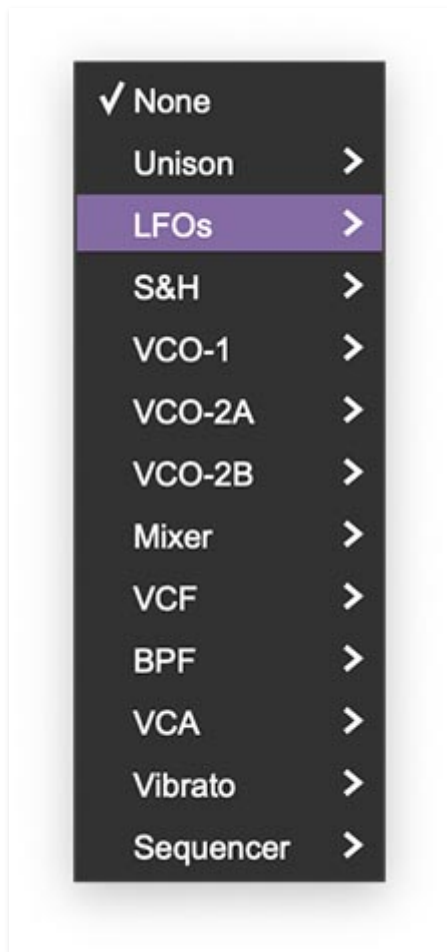 None
Unison
LFOs
S&H
VCO-1
VCO-2A
VCO-2B
Mixer
VCF
BPF
VCA
Vibrato
Sequencer